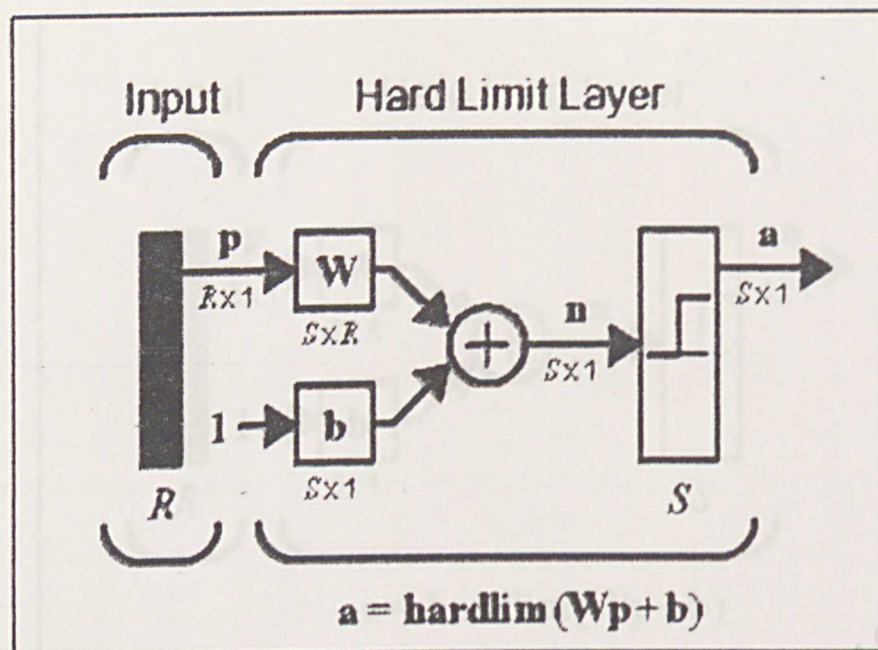 Input Hard Limit Layer
p W n a
R×1 S×R S×1 S×1
1 b
S×1
R S
a = hardlim (Wp + b)